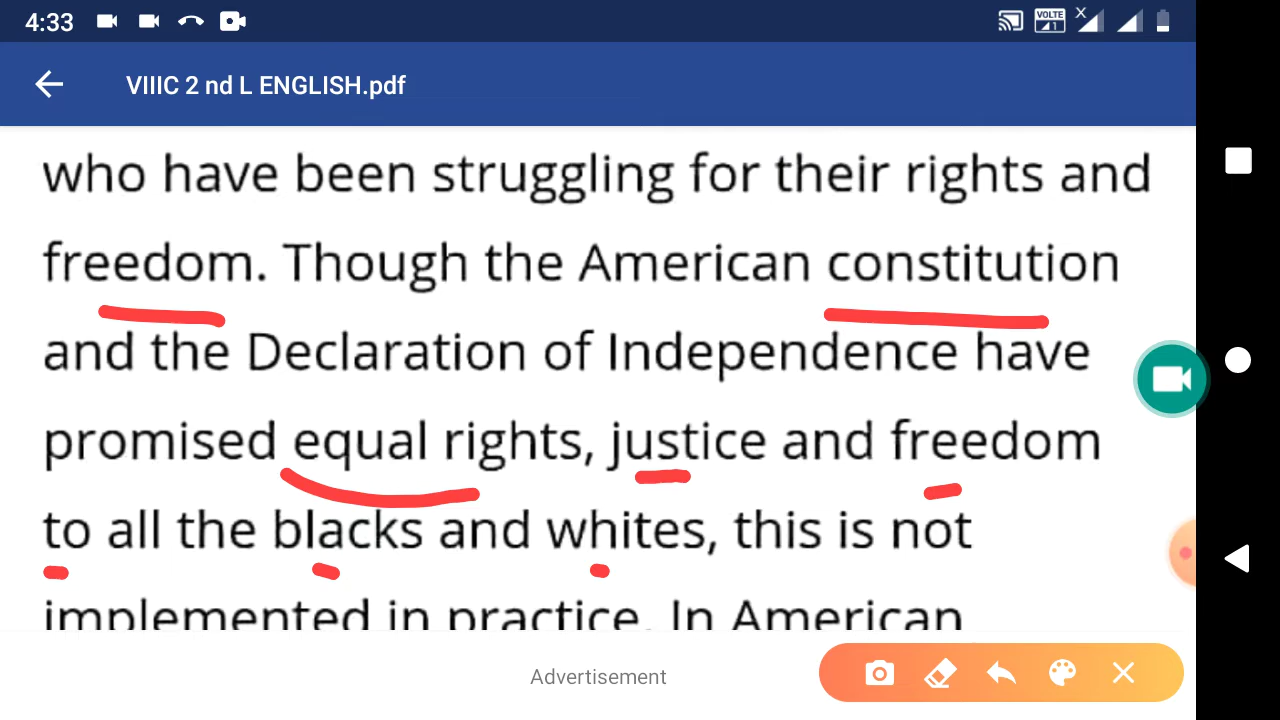 4:33
VOLTE 1 X
VIIIC 2 nd L ENGLISH.pdf
who have been struggling for their rights and
freedom. Though the American constitution
and the Declaration of Independence have
promised equal rights, justice and freedom
to all the blacks and whites, this is not
implemented in practice. In American
Advertisement